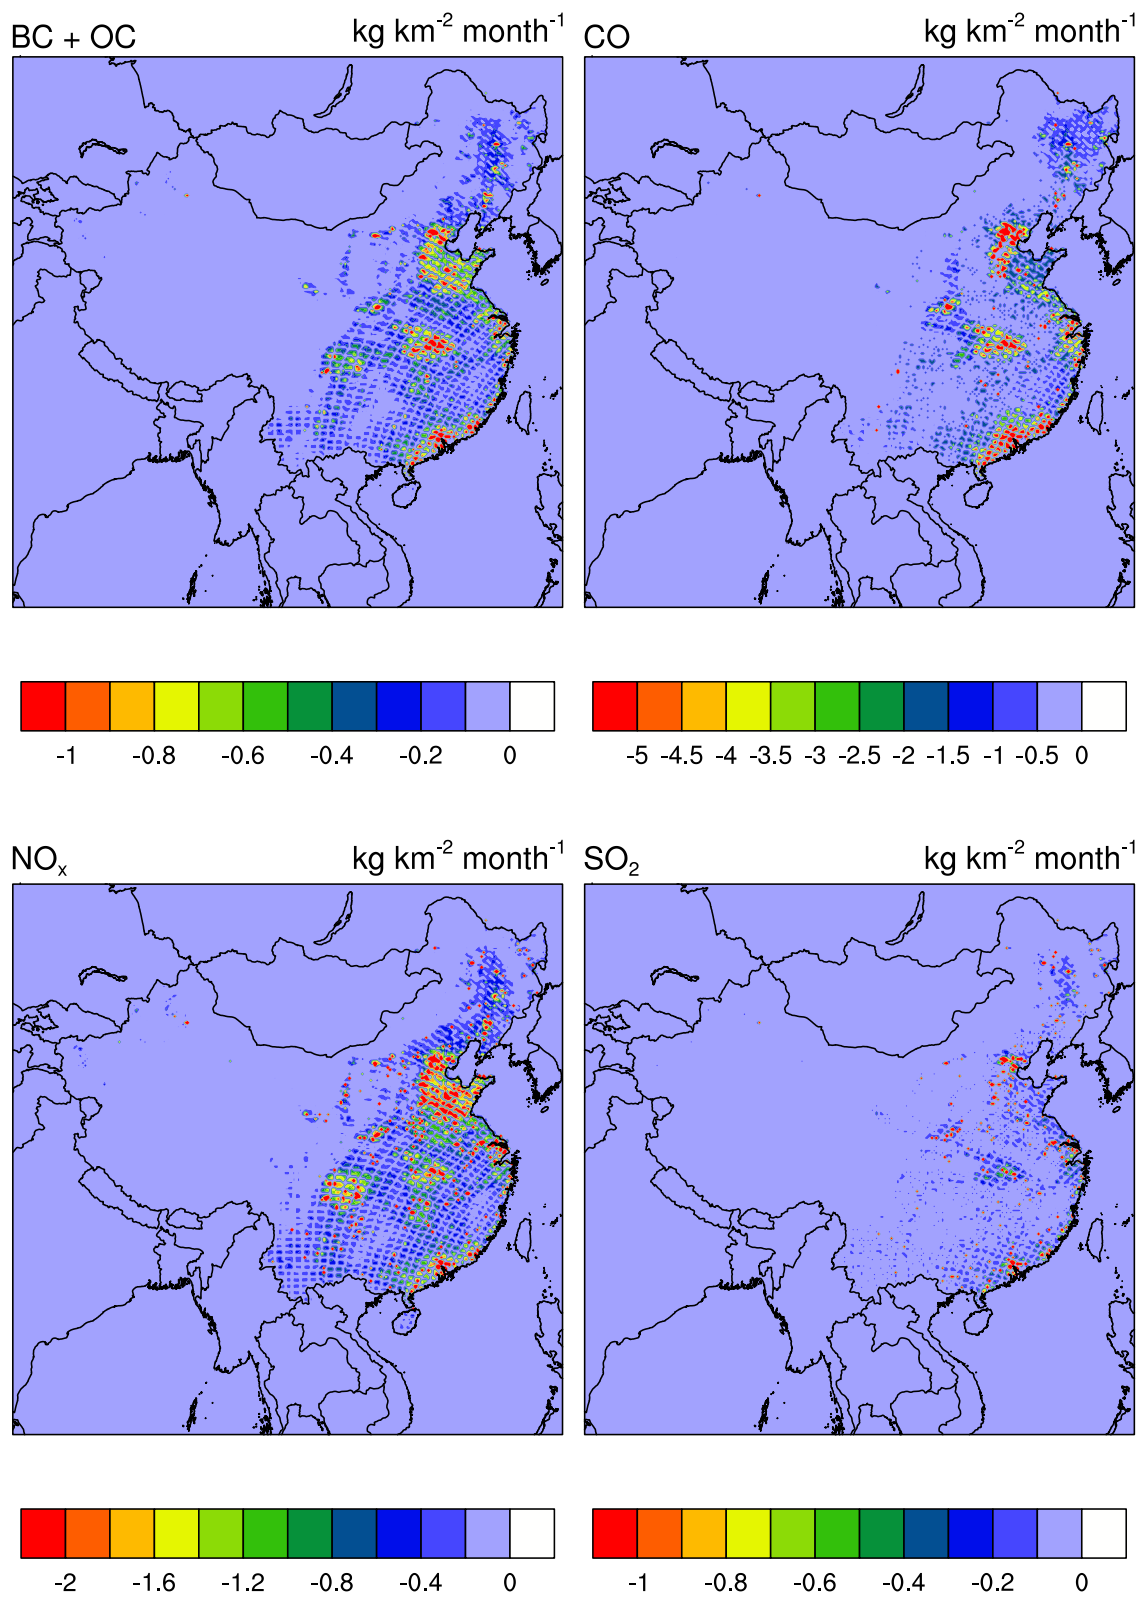 BC + OC kg km⁻² month⁻¹
CO kg km⁻² month⁻¹
-1 -0.8 -0.6 -0.4 -0.2 0
-5 -4.5 -4 -3.5 -3 -2.5 -2 -1.5 -1 -0.5 0
NOₓ kg km⁻² month⁻¹
SO₂ kg km⁻² month⁻¹
-2 -1.6 -1.2 -0.8 -0.4 0
-1 -0.8 -0.6 -0.4 -0.2 0